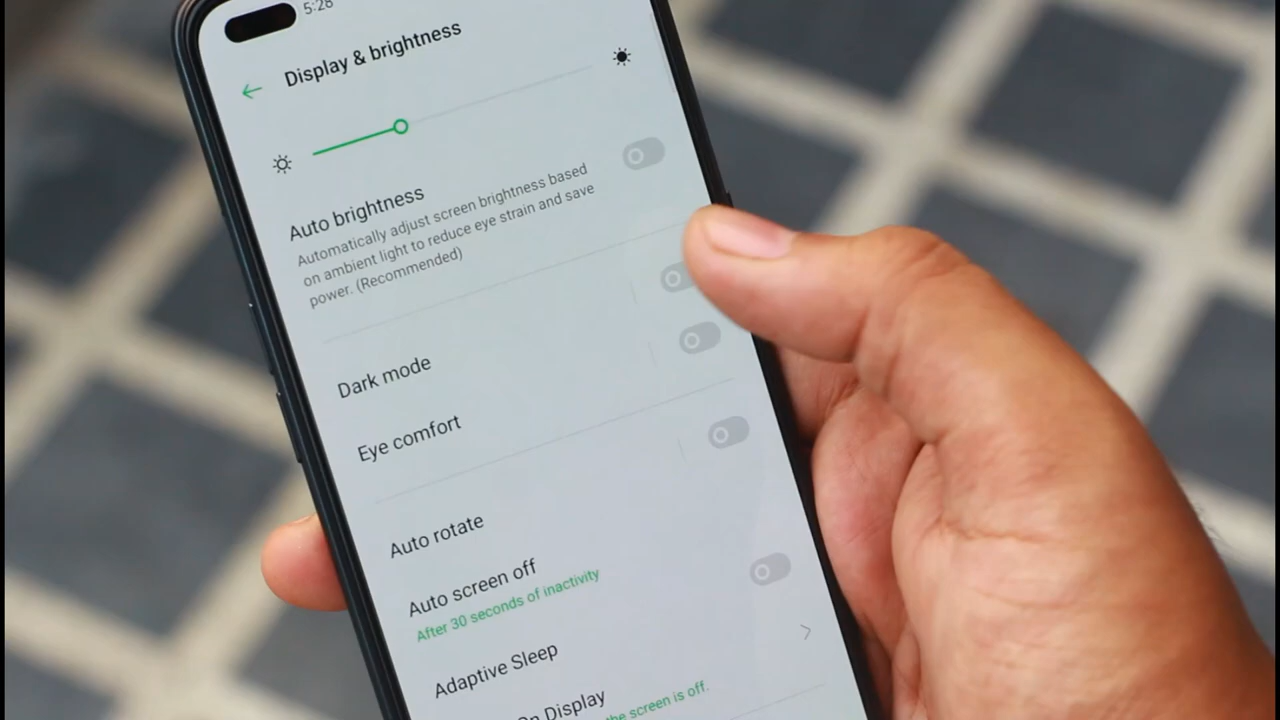 5:28
Display & brightness
Auto brightness
Automatically adjust screen brightness based
on ambient light to reduce eye strain and save
power. (Recommended)
Dark mode
Eye comfort
Auto rotate
Auto screen off
After 30 seconds of inactivity
Adaptive Sleep
On Display
the screen is off.